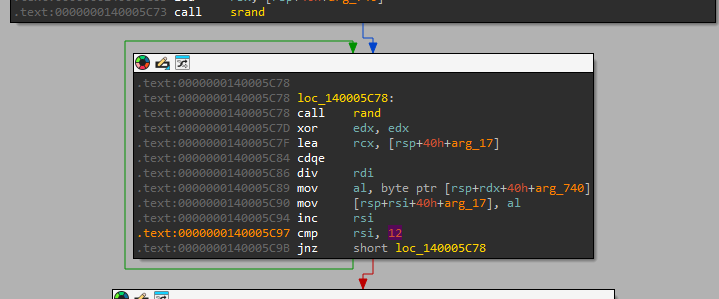 .text:0000000140005C73 call    srand
.text:0000000140005C78
.text:0000000140005C78 loc_140005C78:
.text:0000000140005C78 call    rand
.text:0000000140005C7D xor     edx, edx
.text:0000000140005C7F lea     rcx, [rsp+40h+arg_17]
.text:0000000140005C84 cdqe
.text:0000000140005C86 div     rdi
.text:0000000140005C89 mov     al, byte ptr [rsp+rdx+40h+arg_740]
.text:0000000140005C90 mov     [rsp+rsi+40h+arg_17], al
.text:0000000140005C94 inc     rsi
.text:0000000140005C97 cmp     rsi, 12
.text:0000000140005C9B jnz     short loc_140005C78